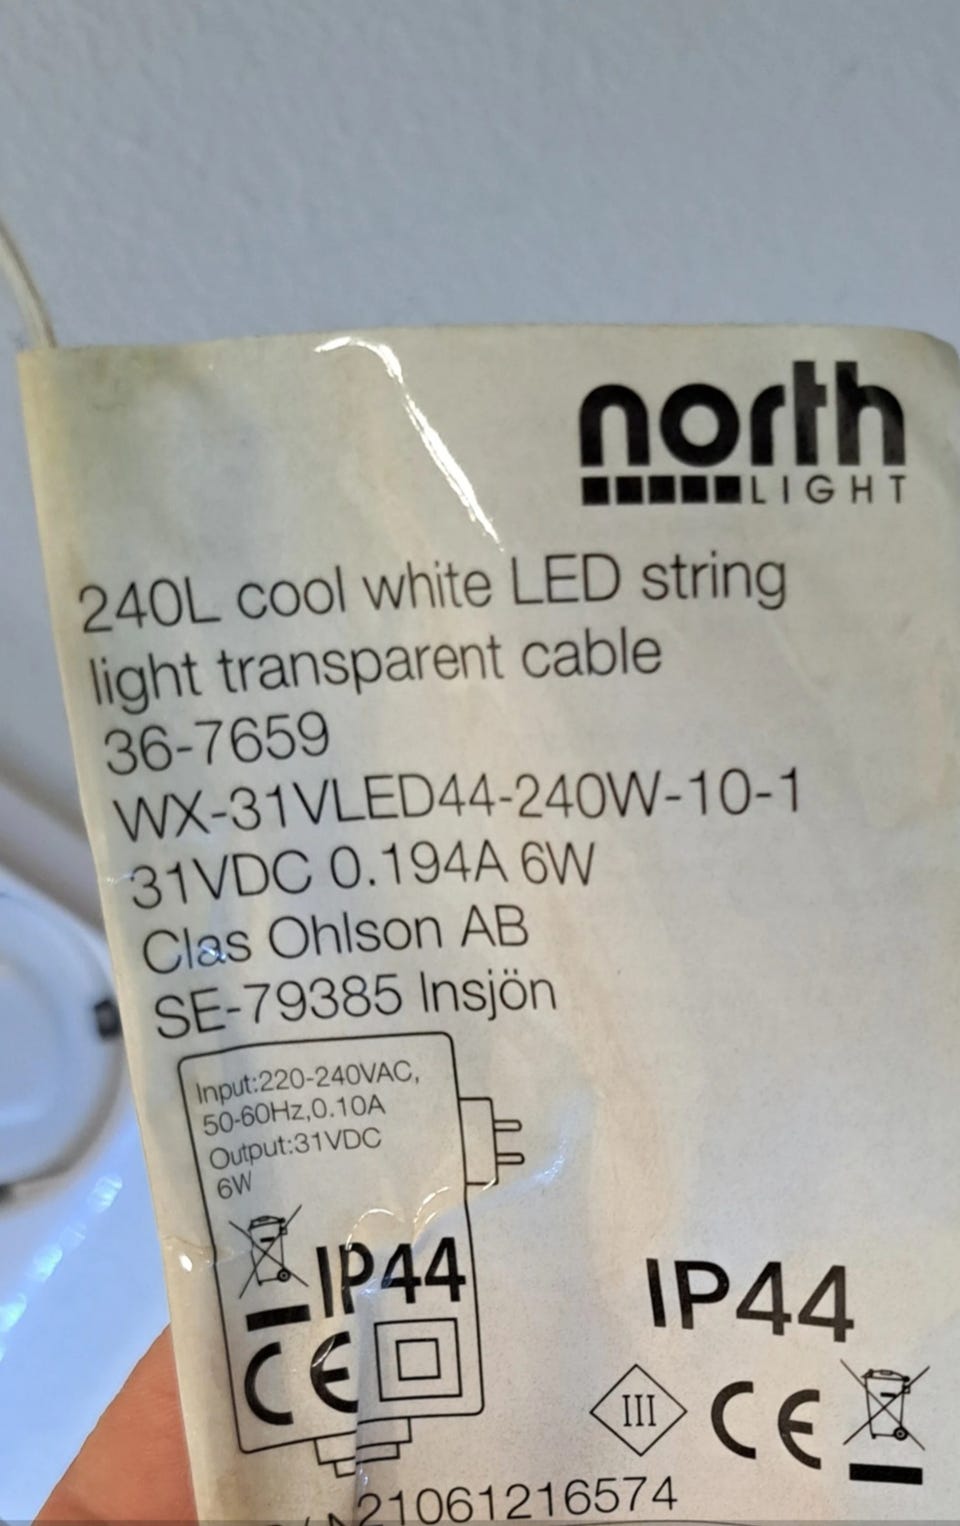 north
LIGHT
240L cool white LED string
light transparent cable
36-7659
WX-31VLED44-240W-10-1
31VDC 0.194A 6W
Clas Ohlson AB
SE-79385 Insjön
Input:220-240VAC,
50-60Hz,0.10A
Output:31VDC
6W
IP44
CE
IP44
III
CE
21061216574